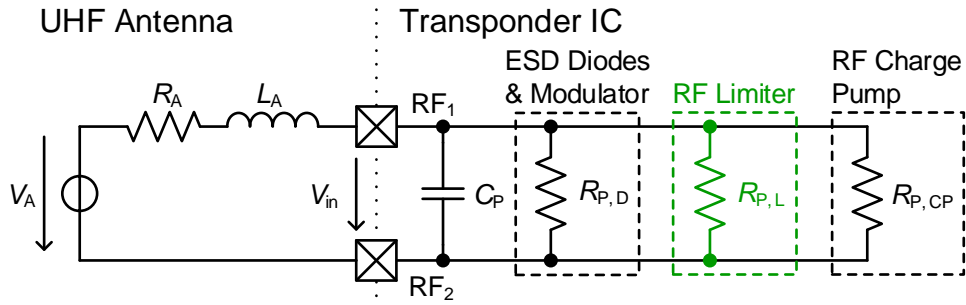 UHF Antenna
Transponder IC
ESD Diodes
& Modulator
RF Limiter
RF Charge
Pump
RA
LA
RF1
VA
Vin
CP
RP, D
RP, L
RP, CP
RF2